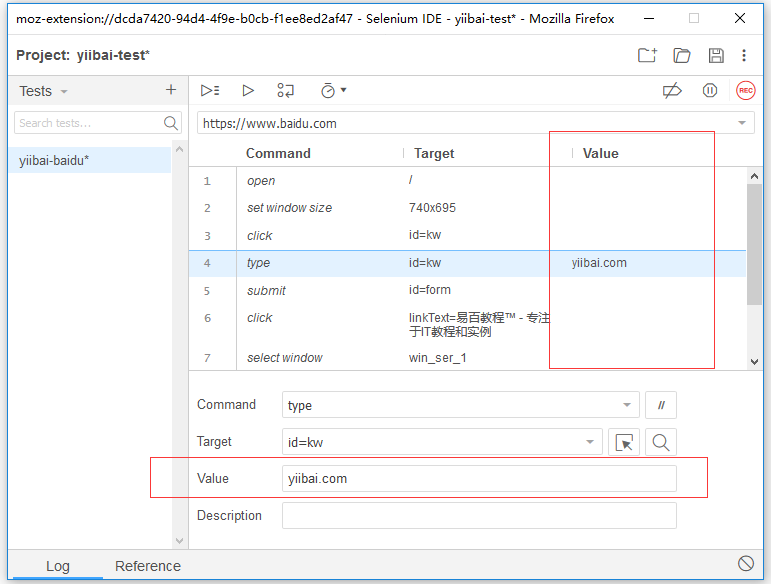 moz-extension://dcda7420-94d4-4f9e-b0cb-f1ee8ed2af47 - Selenium IDE - yiibai-test* - Mozilla Firefox
Project: yiibai-test*
Tests
Search tests...
yiibai-baidu*
REC
https://www.baidu.com
Command Target Value
1 open /
2 set window size 740x695
3 click id=kw
4 type id=kw yiibai.com
5 submit id=form
6 click linkText=易百教程™ - 专注
于IT教程和实例
7 select window win_ser_1
Command type //
Target id=kw
Value yiibai.com
Description
Log Reference